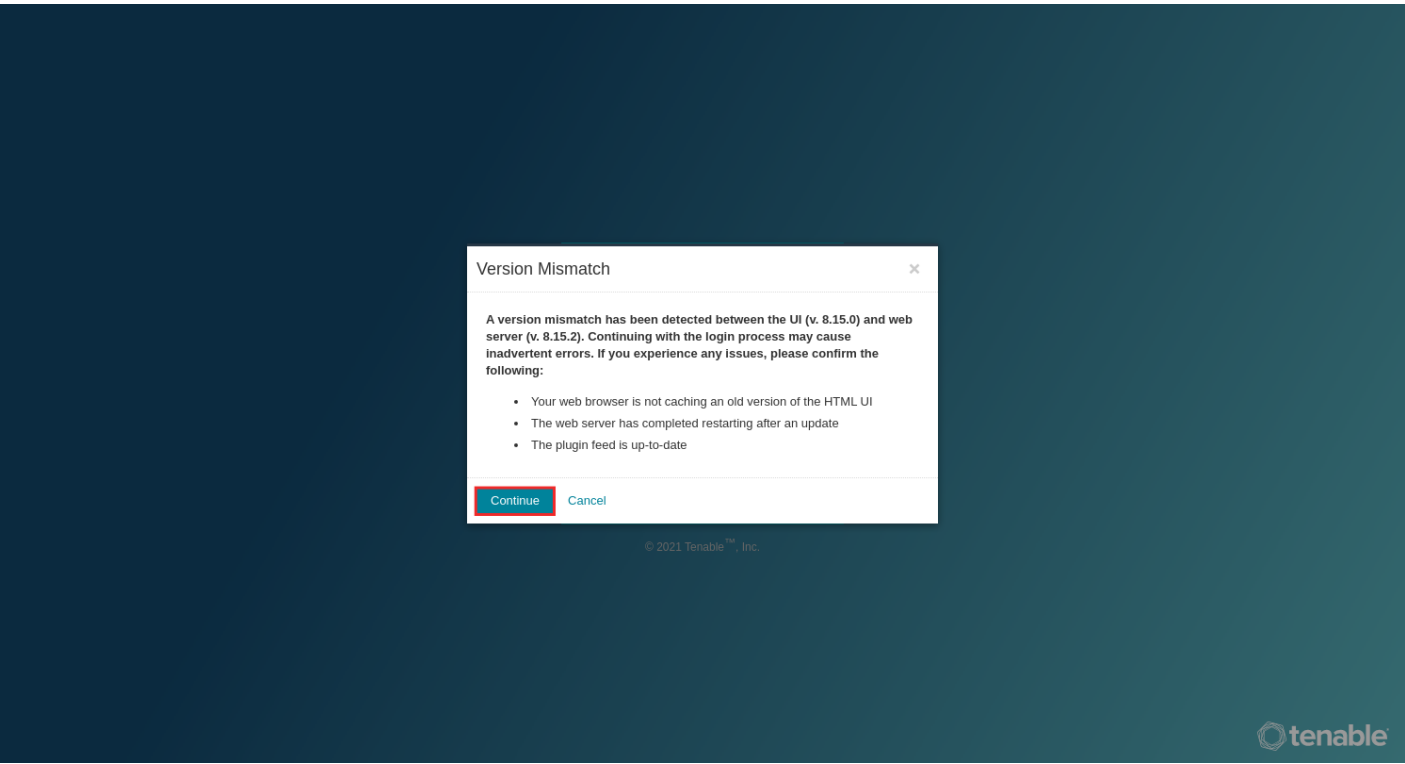 Version Mismatch ×
A version mismatch has been detected between the UI (v. 8.15.0) and web
server (v. 8.15.2). Continuing with the login process may cause
inadvertent errors. If you experience any issues, please confirm the
following:
• Your web browser is not caching an old version of the HTML UI
• The web server has completed restarting after an update
• The plugin feed is up-to-date
Continue Cancel
© 2021 Tenable™, Inc.
tenable